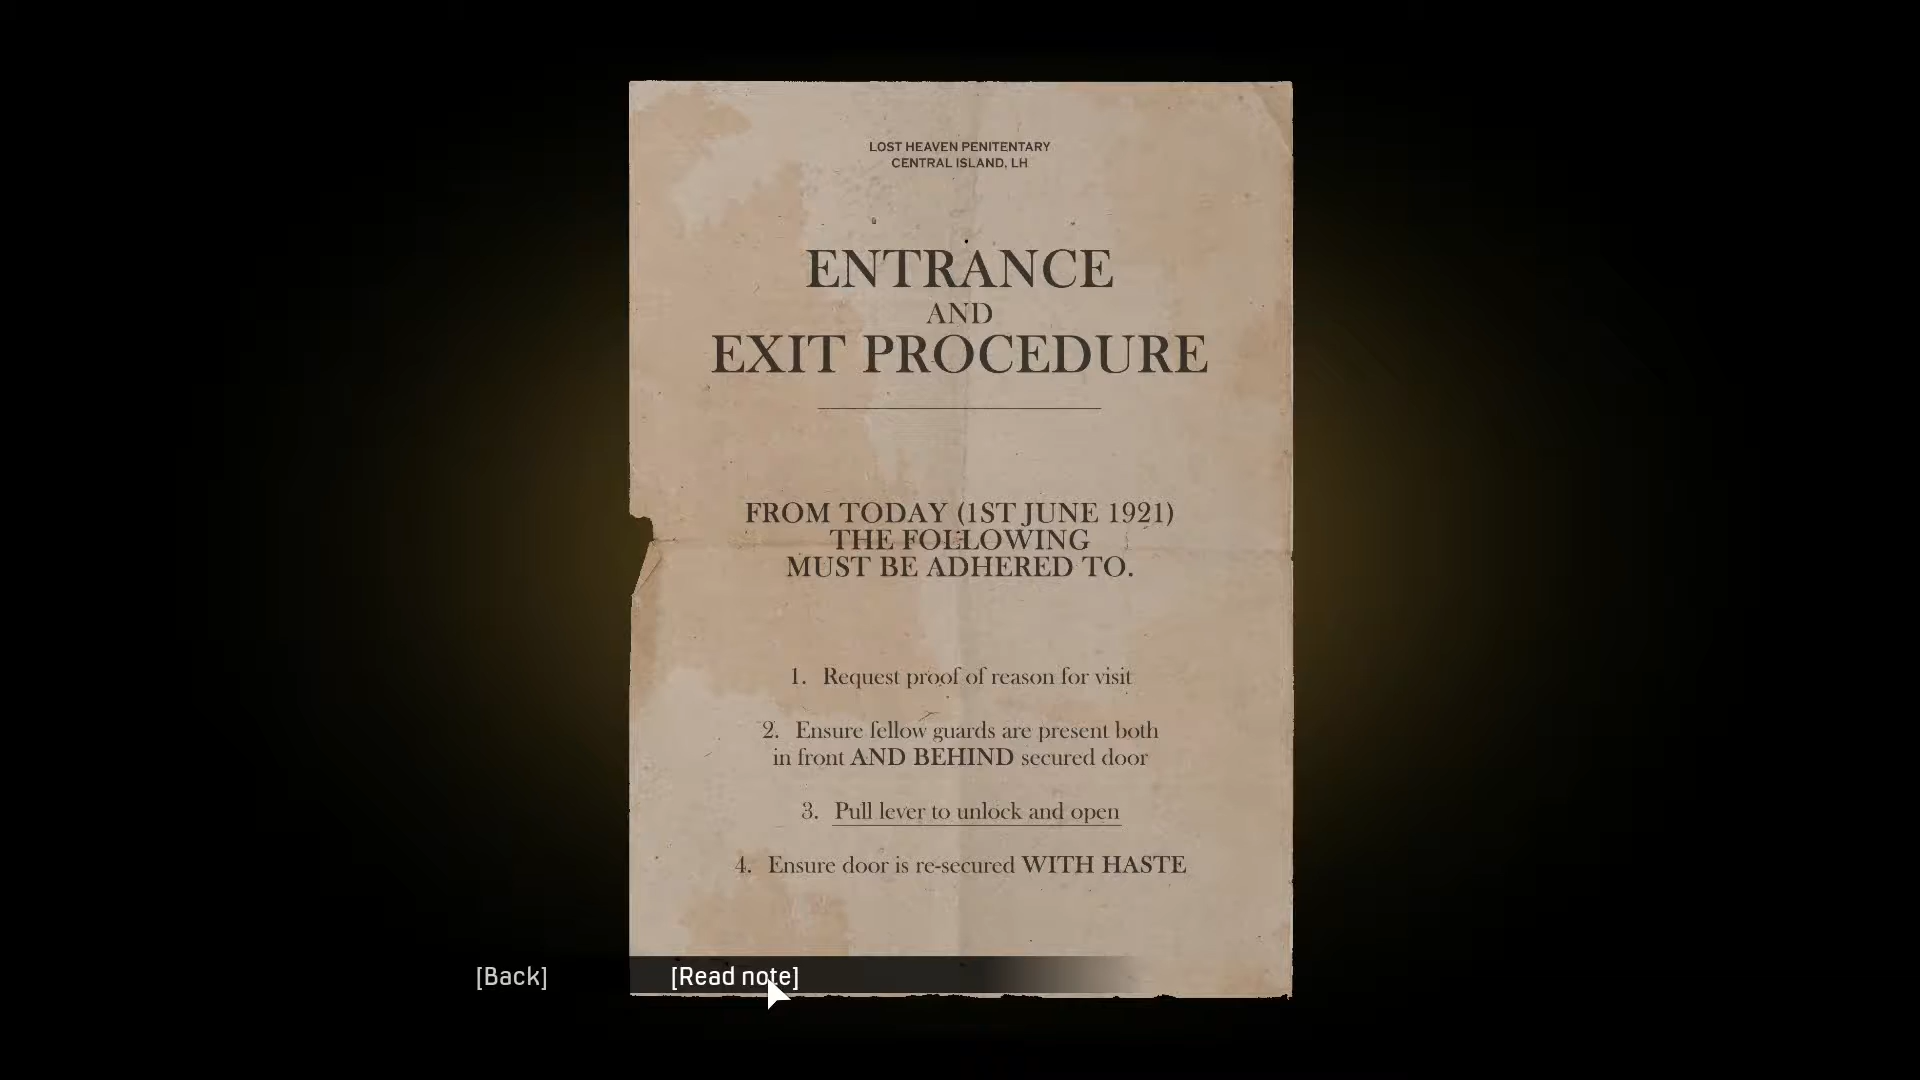 LOST HEAVEN PENITENTARY
CENTRAL ISLAND, LH
ENTRANCE
AND
EXIT PROCEDURE
FROM TODAY (1ST JUNE 1921)
THE FOLLOWING
MUST BE ADHERED TO.
1. Request proof of reason for visit
2. Ensure fellow guards are present both
in front AND BEHIND secured door
3. Pull lever to unlock and open
4. Ensure door is re-secured WITH HASTE
[Back] [Read note]